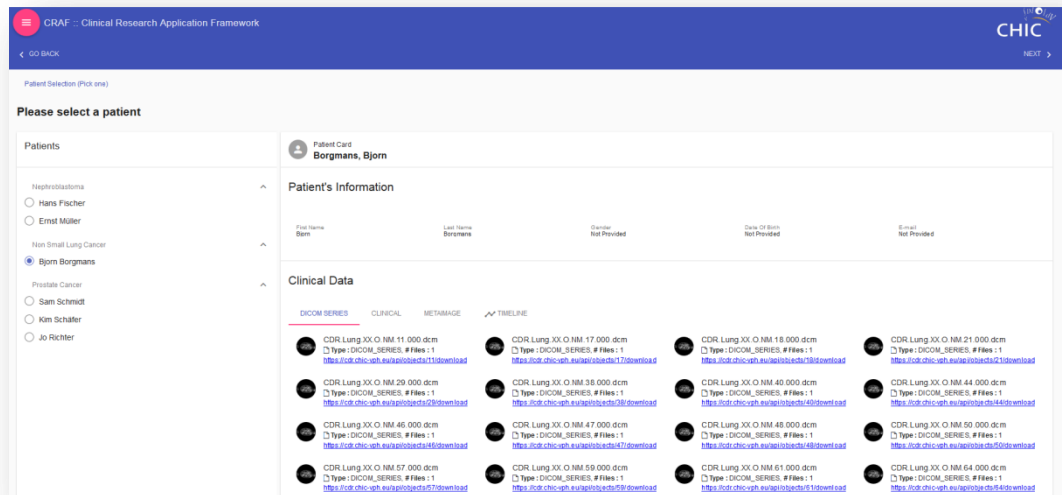 CRAF :: Clinical Research Application Framework
CHIC
GO BACK
NEXT
Patient Selection (Pick one)
Please select a patient
Patients
Nephroblastoma
Hans Fischer
Ernst Müller
Non Small Lung Cancer
Bjorn Borgmans
Prostate Cancer
Sam Schmidt
Kim Schäfer
Jo Richter
Patient Card
Borgmans, Bjorn
Patient's Information
First Name Last Name Gender Date Of Birth E-mail
Bjorn Borgmans Not Provided Not Provided Not Provided
Clinical Data
DICOM SERIES CLINICAL METAIMAGE TIMELINE
CDR.Lung.XX.O.NM.11.000.dcm CDR.Lung.XX.O.NM.17.000.dcm CDR.Lung.XX.O.NM.18.000.dcm CDR.Lung.XX.O.NM.21.000.dcm
Type : DICOM_SERIES, # Files : 1 Type : DICOM_SERIES, # Files : 1 Type : DICOM_SERIES, # Files : 1 Type : DICOM_SERIES, # Files : 1
https://cdr.chic-vph.eu/api/objects/11/download https://cdr.chic-vph.eu/api/objects/17/download https://cdr.chic-vph.eu/api/objects/18/download https://cdr.chic-vph.eu/api/objects/21/download
CDR.Lung.XX.O.NM.29.000.dcm CDR.Lung.XX.O.NM.38.000.dcm CDR.Lung.XX.O.NM.40.000.dcm CDR.Lung.XX.O.NM.44.000.dcm
Type : DICOM_SERIES, # Files : 1 Type : DICOM_SERIES, # Files : 1 Type : DICOM_SERIES, # Files : 1 Type : DICOM_SERIES, # Files : 1
https://cdr.chic-vph.eu/api/objects/29/download https://cdr.chic-vph.eu/api/objects/38/download https://cdr.chic-vph.eu/api/objects/40/download https://cdr.chic-vph.eu/api/objects/44/download
CDR.Lung.XX.O.NM.46.000.dcm CDR.Lung.XX.O.NM.47.000.dcm CDR.Lung.XX.O.NM.48.000.dcm CDR.Lung.XX.O.NM.50.000.dcm
Type : DICOM_SERIES, # Files : 1 Type : DICOM_SERIES, # Files : 1 Type : DICOM_SERIES, # Files : 1 Type : DICOM_SERIES, # Files : 1
https://cdr.chic-vph.eu/api/objects/46/download https://cdr.chic-vph.eu/api/objects/47/download https://cdr.chic-vph.eu/api/objects/48/download https://cdr.chic-vph.eu/api/objects/50/download
CDR.Lung.XX.O.NM.57.000.dcm CDR.Lung.XX.O.NM.59.000.dcm CDR.Lung.XX.O.NM.61.000.dcm CDR.Lung.XX.O.NM.64.000.dcm
Type : DICOM_SERIES, # Files : 1 Type : DICOM_SERIES, # Files : 1 Type : DICOM_SERIES, # Files : 1 Type : DICOM_SERIES, # Files : 1
https://cdr.chic-vph.eu/api/objects/57/download https://cdr.chic-vph.eu/api/objects/59/download https://cdr.chic-vph.eu/api/objects/61/download https://cdr.chic-vph.eu/api/objects/64/download